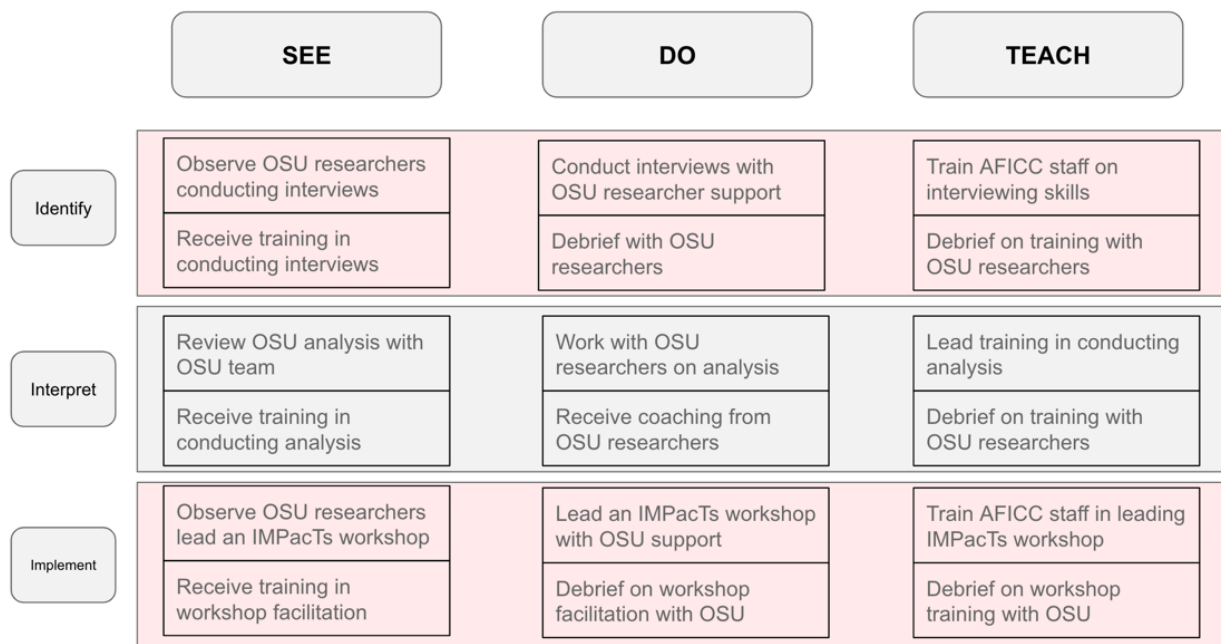 SEE
DO
TEACH
Identify
Observe OSU researchers
conducting interviews
Receive training in
conducting interviews
Conduct interviews with
OSU researcher support
Debrief with OSU
researchers
Train AFICC staff on
interviewing skills
Debrief on training with
OSU researchers
Interpret
Review OSU analysis with
OSU team
Receive training in
conducting analysis
Work with OSU
researchers on analysis
Receive coaching from
OSU researchers
Lead training in conducting
analysis
Debrief on training with
OSU researchers
Implement
Observe OSU researchers
lead an IMPacTs workshop
Receive training in
workshop facilitation
Lead an IMPacTs workshop
with OSU support
Debrief on workshop
facilitation with OSU
Train AFICC staff in leading
IMPacTs workshop
Debrief on workshop
training with OSU